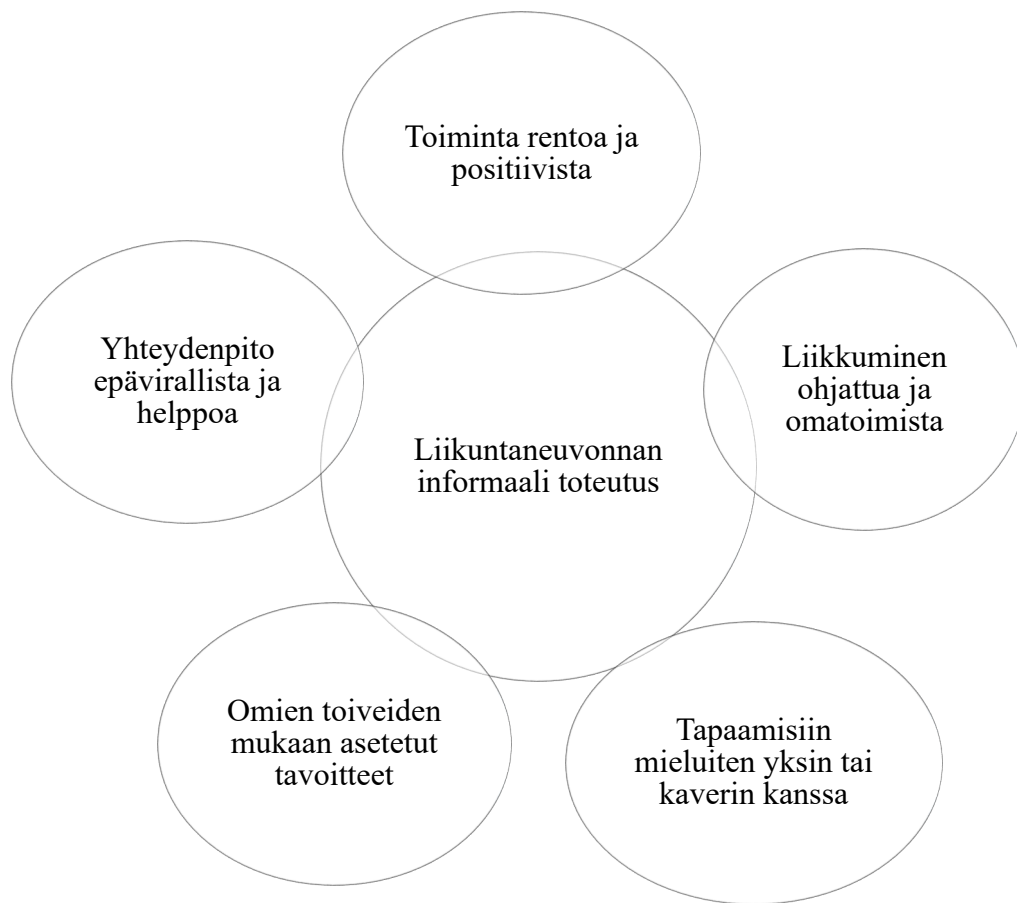 Toiminta rentoa ja
positiivista
Yhteydenpito
epävirallista ja
helppoa
Liikkuminen
ohjattua ja
omatoimista
Liikuntaneuvonnan
informaali toteutus
Omien toiveiden
mukaan asetetut
tavoitteet
Tapaamisiin
mieluiten yksin tai
kaverin kanssa